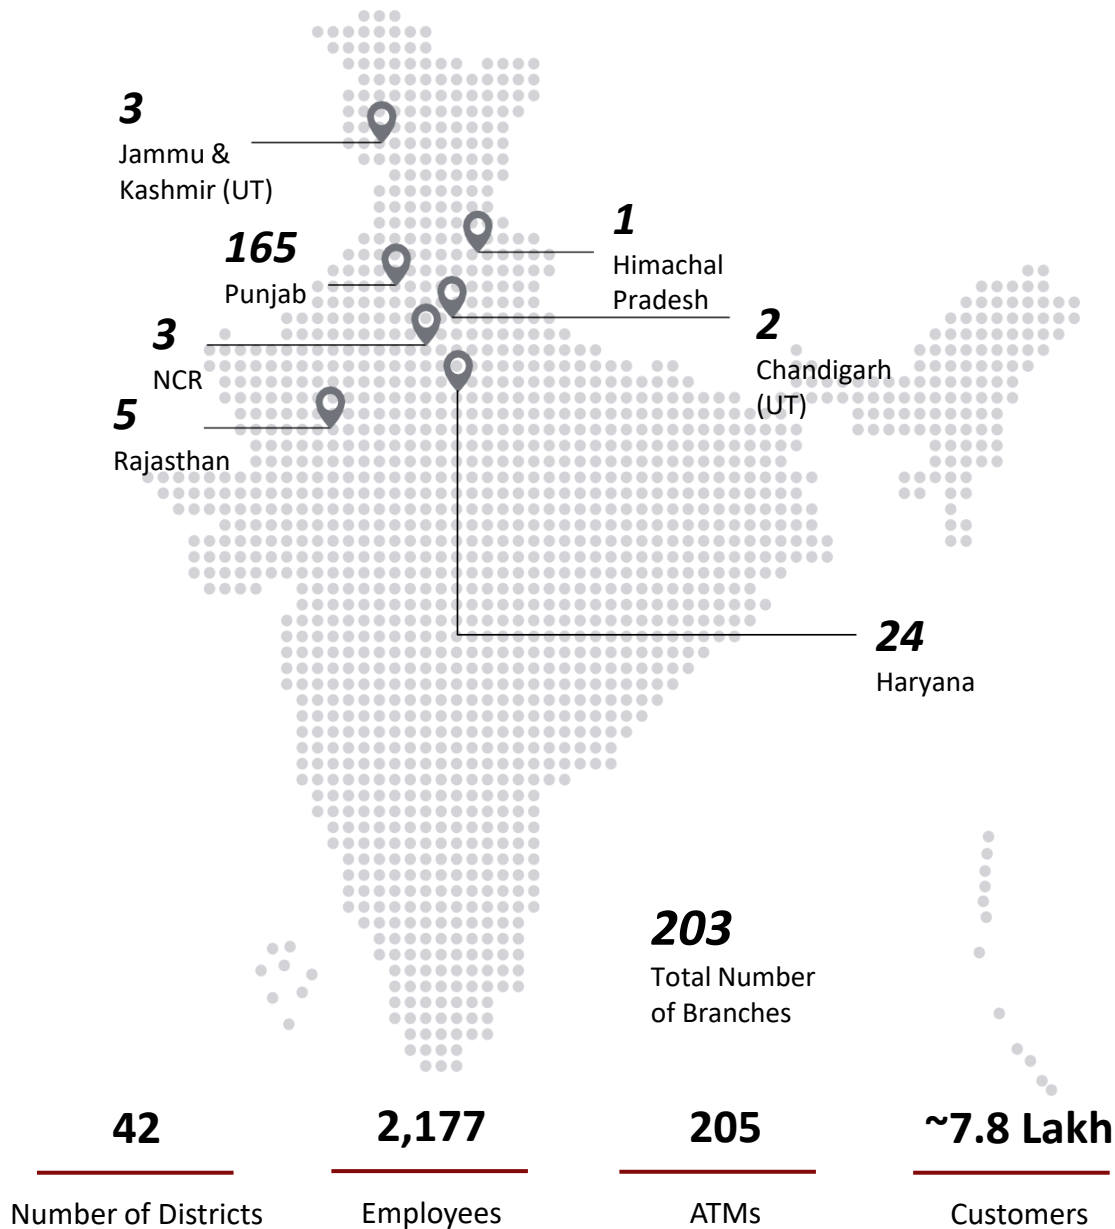 3
Jammu &
Kashmir (UT)
165
Punjab
1
Himachal
Pradesh
3
NCR
2
Chandigarh
(UT)
5
Rajasthan
24
Haryana
203
Total Number
of Branches
42
Number of Districts
2,177
Employees
205
ATMs
~7.8 Lakh
Customers